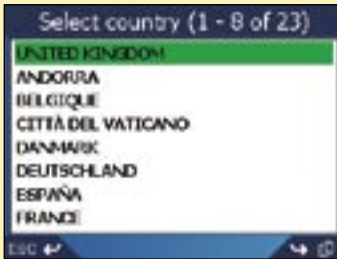 Select country (1 - 8 of 23)
UNITED KINGDOM
ANDORRA
BELGIQUE
CITTÀ DEL VATICANO
DANMARK
DEUTSCHLAND
ESPAÑA
FRANCE
ESC